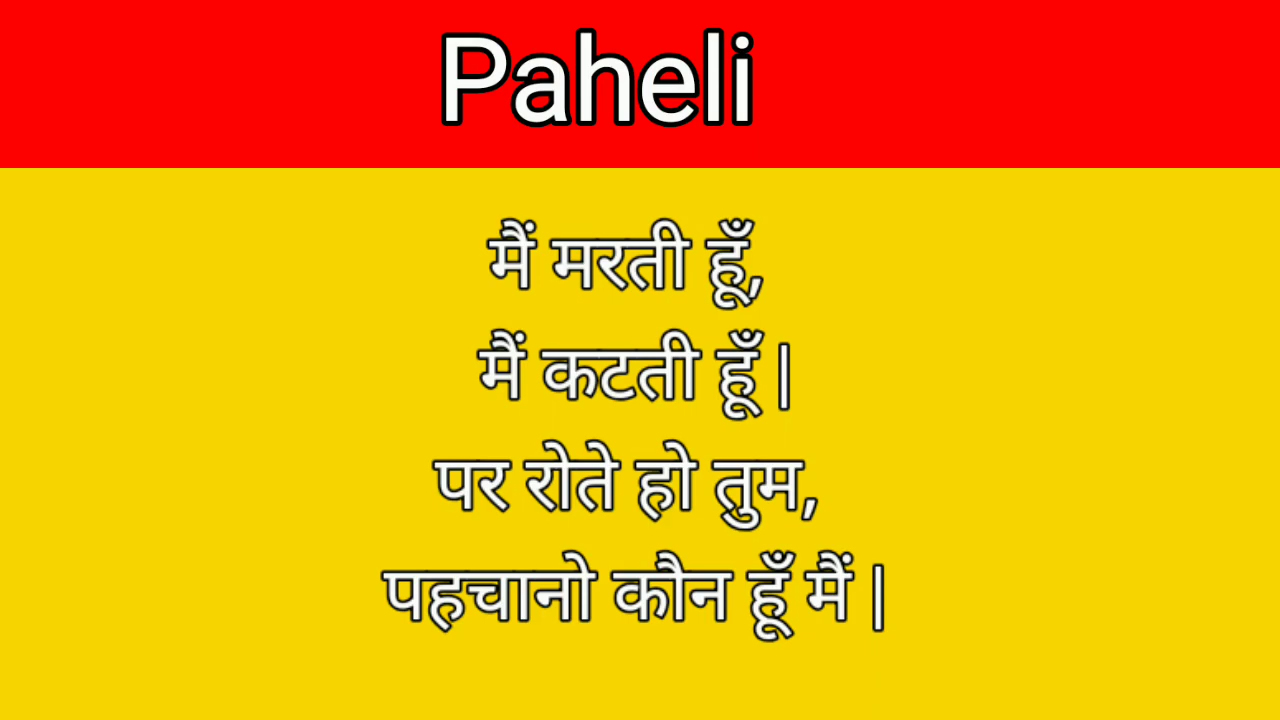 Paheli
मैं मरती हूँ,
मैं कटती हूँ |
पर रोते हो तुम,
पहचानो कौन हूँ मैं |